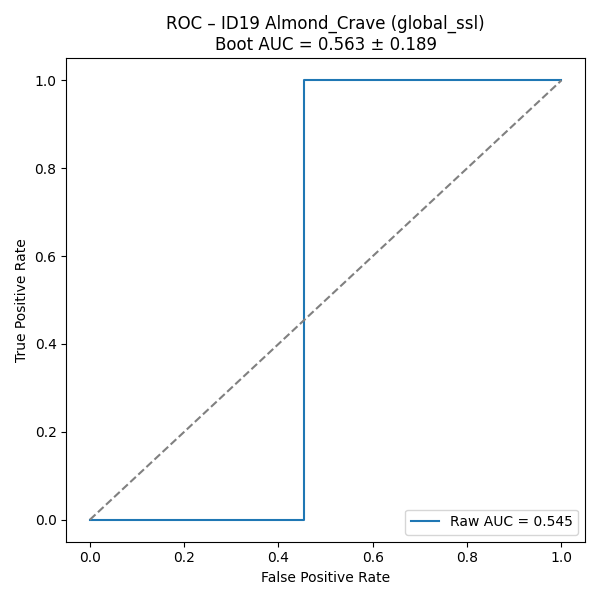 ROC – ID19 Almond_Crave (global_ssl)
Boot AUC = 0.563 ± 0.189
True Positive Rate
1.0
0.8
0.6
0.4
0.2
0.0
Raw AUC = 0.545
0.0 0.2 0.4 0.6 0.8 1.0
False Positive Rate